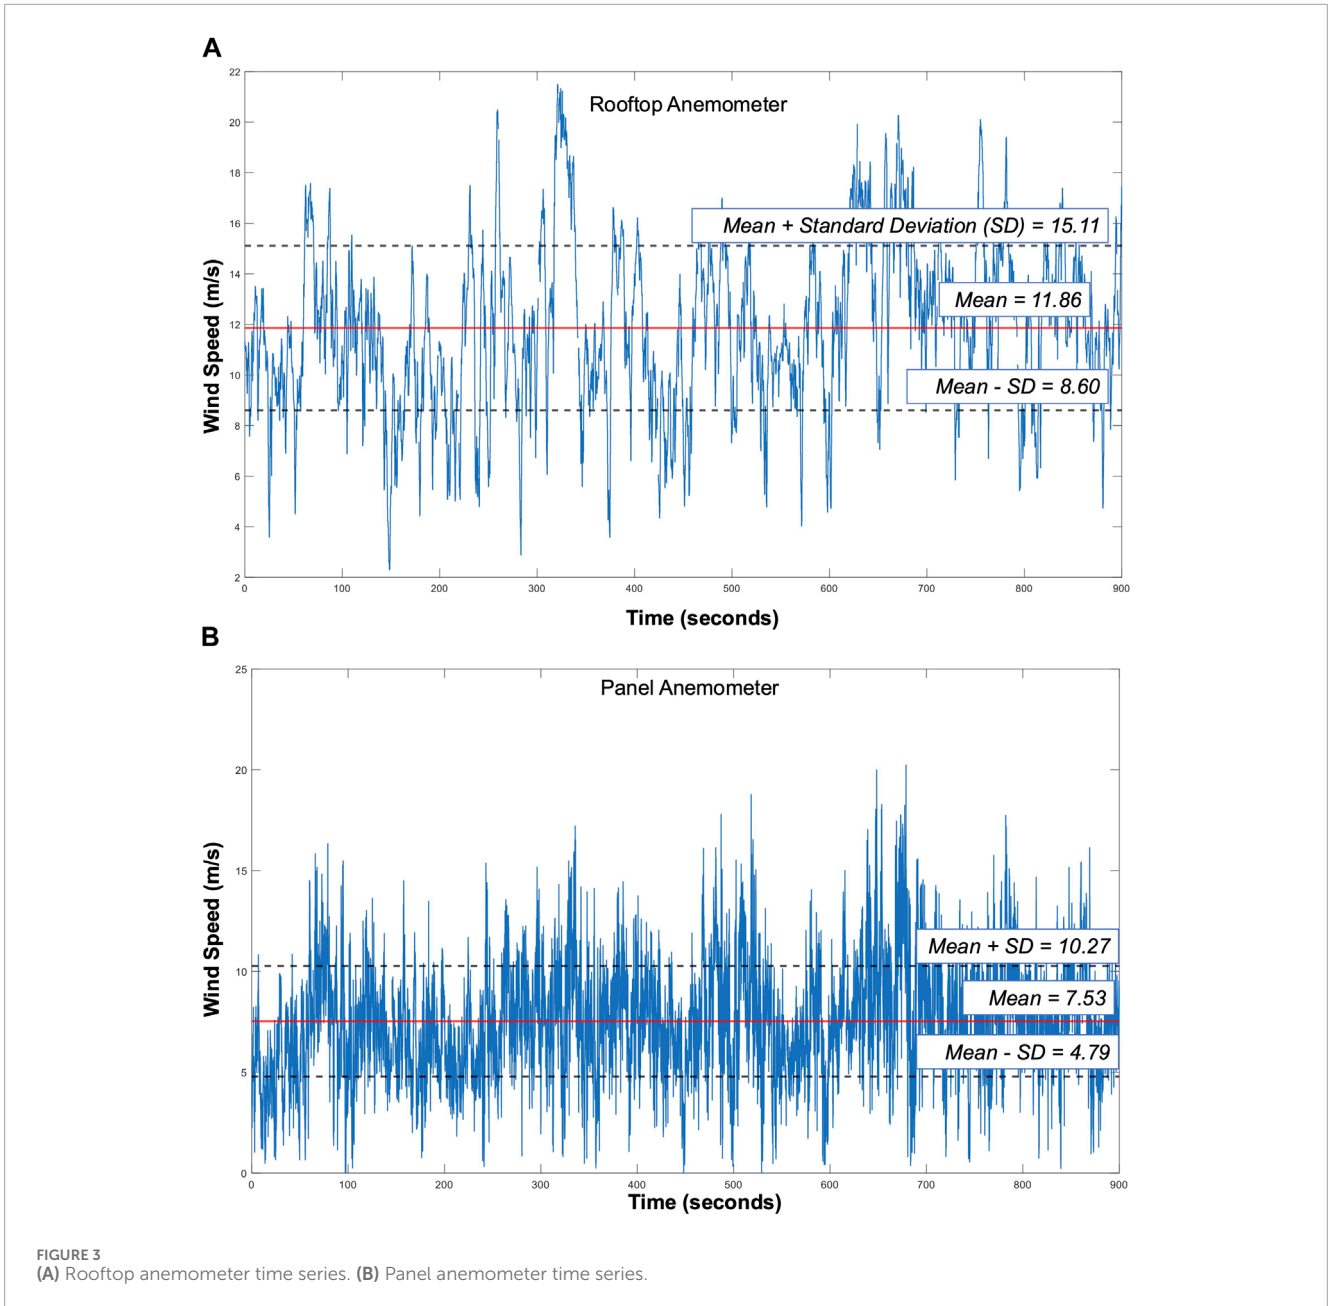 A
Rooftop Anemometer
22
20
18
16
14
12
10
8
6
4
2
Wind Speed (m/s)
Mean + Standard Deviation (SD) = 15.11
Mean = 11.86
Mean - SD = 8.60
0 100 200 300 400 500 600 700 800 900
Time (seconds)
B
Panel Anemometer
25
20
15
10
5
0
Wind Speed (m/s)
Mean + SD = 10.27
Mean = 7.53
Mean - SD = 4.79
0 100 200 300 400 500 600 700 800 900
Time (seconds)
FIGURE 3
(A) Rooftop anemometer time series. (B) Panel anemometer time series.